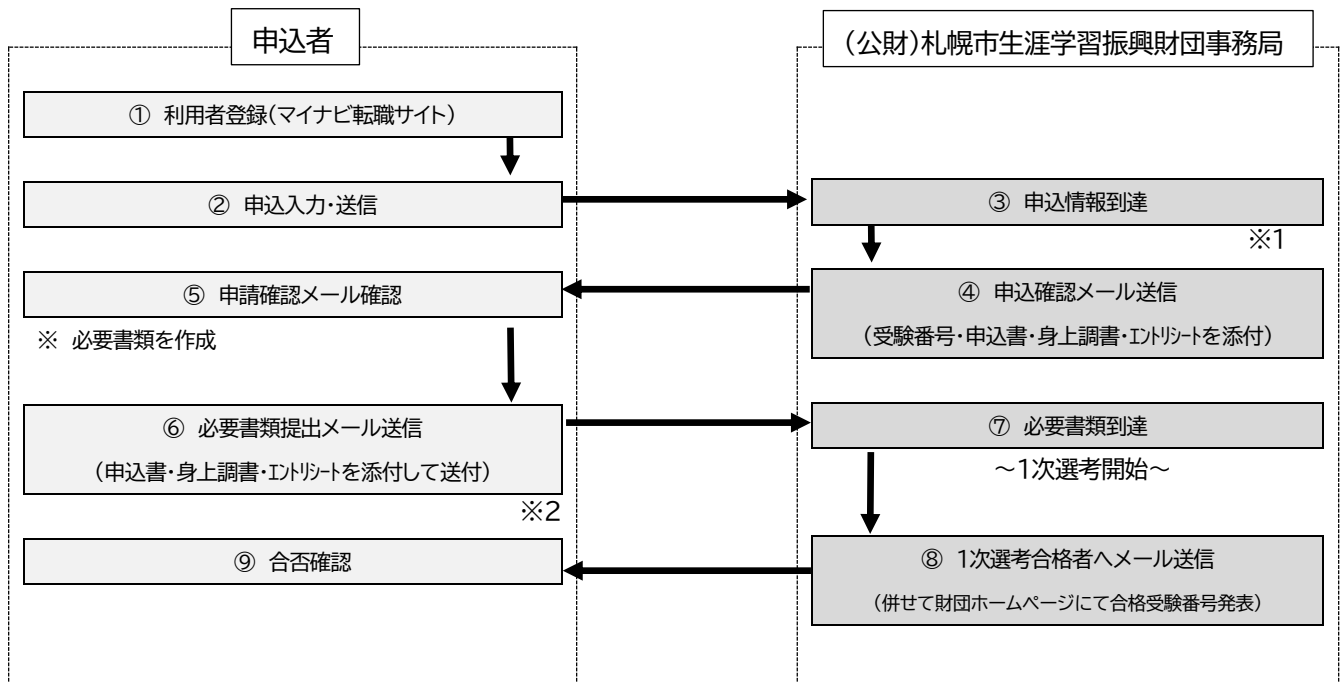 申込者
(公財)札幌市生涯学習振興財団事務局
① 利用者登録(マイナビ転職サイト)
② 申込入力・送信
③ 申込情報到達
※1
⑤ 申請確認メール確認
※ 必要書類を作成
④ 申込確認メール送信
(受験番号・申込書・身上調書・エントリシートを添付)
⑥ 必要書類提出メール送信
(申込書・身上調書・エントリシートを添付して送付)
※2
⑦ 必要書類到達
～1次選考開始～
⑨ 合否確認
⑧ 1次選考合格者へメール送信
(併せて財団ホームページにて合格受験番号発表)